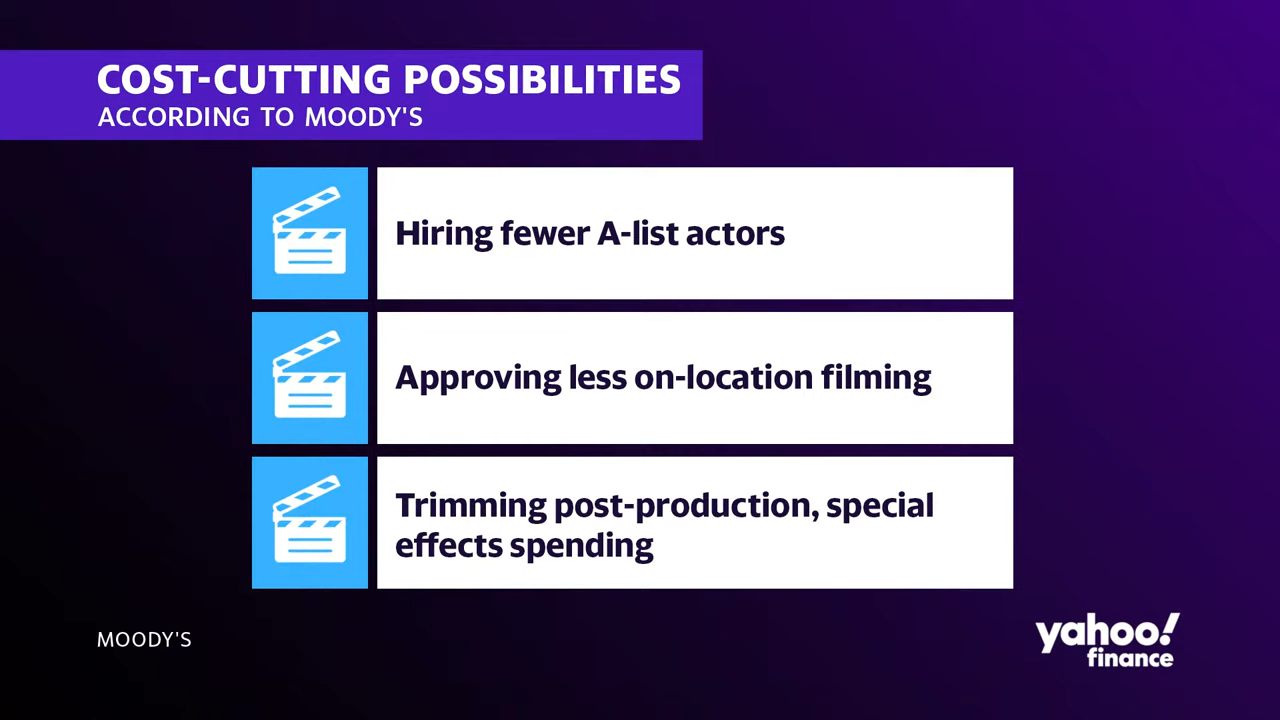 COST-CUTTING POSSIBILITIES
ACCORDING TO MOODY'S
Hiring fewer A-list actors
Approving less on-location filming
Trimming post-production, special
effects spending
MOODY'S
yahoo!
finance